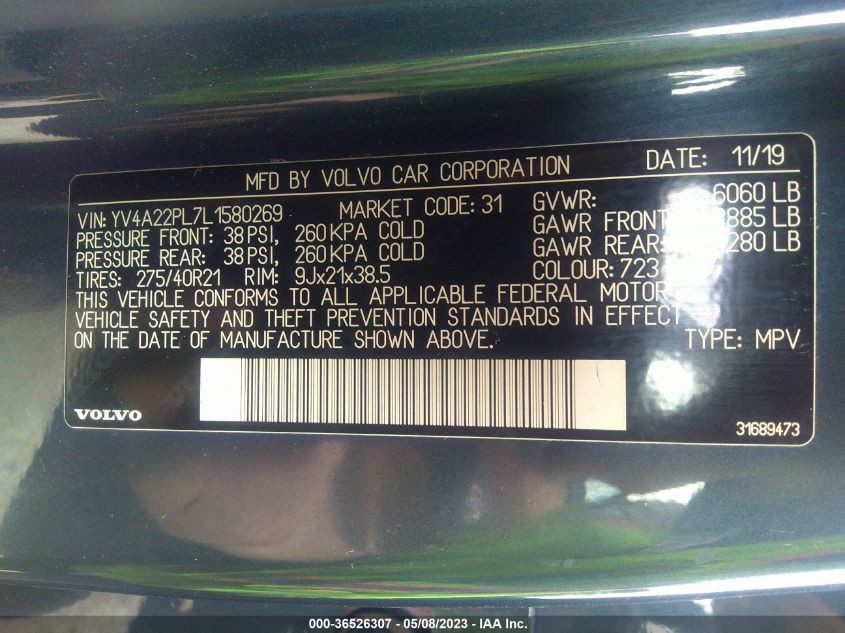 MFD BY VOLVO CAR CORPORATION DATE: 11/19
VIN: YV4A22PL7L1580269 MARKET CODE: 31 GVWR: 6060 LB
PRESSURE FRONT: 38 PSI, 260 KPA COLD GAWR FRONT: 885 LB
PRESSURE REAR: 38 PSI, 260 KPA COLD GAWR REAR: 280 LB
TIRES: 275/40R21 RIM: 9Jx21x38.5 COLOUR: 723
THIS VEHICLE CONFORMS TO ALL APPLICABLE FEDERAL MOTOR
VEHICLE SAFETY AND THEFT PREVENTION STANDARDS IN EFFECT
ON THE DATE OF MANUFACTURE SHOWN ABOVE. TYPE: MPV
VOLVO
31689473
000-36526307 - 05/08/2023 - IAA Inc.